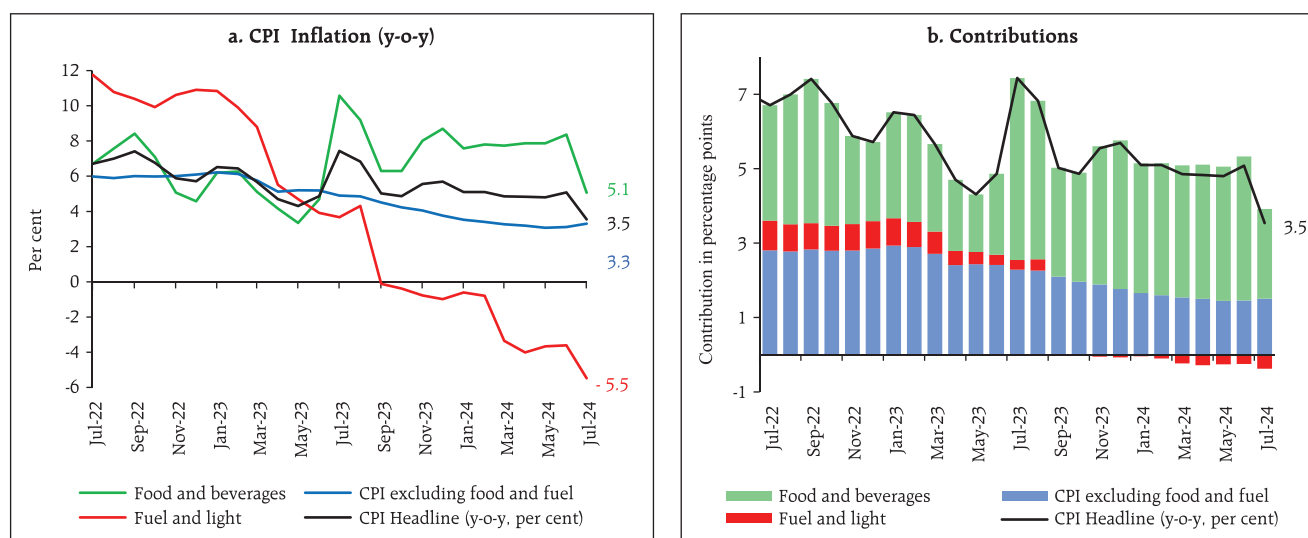 a. CPI Inflation (y-o-y)
Per cent
12
10
8
6
4
2
0
-2
-4
-6
5.1
3.5
3.3
- 5.5
Jul-22
Sep-22
Nov-22
Jan-23
Mar-23
May-23
Jul-23
Sep-23
Nov-23
Jan-24
Mar-24
May-24
Jul-24
Food and beverages
CPI excluding food and fuel
Fuel and light
CPI Headline (y-o-y, per cent)
b. Contributions
Contribution in percentage points
7
5
3
1
-1
3.5
Jul-22
Sep-22
Nov-22
Jan-23
Mar-23
May-23
Jul-23
Sep-23
Nov-23
Jan-24
Mar-24
May-24
Jul-24
Food and beverages
CPI excluding food and fuel
Fuel and light
CPI Headline (y-o-y, per cent)